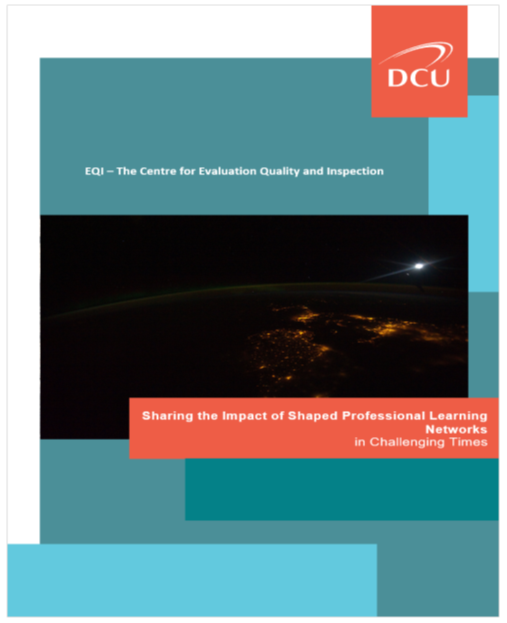 DCU
EQI – The Centre for Evaluation Quality and Inspection
Sharing the Impact of Shaped Professional Learning
Networks
in Challenging Times